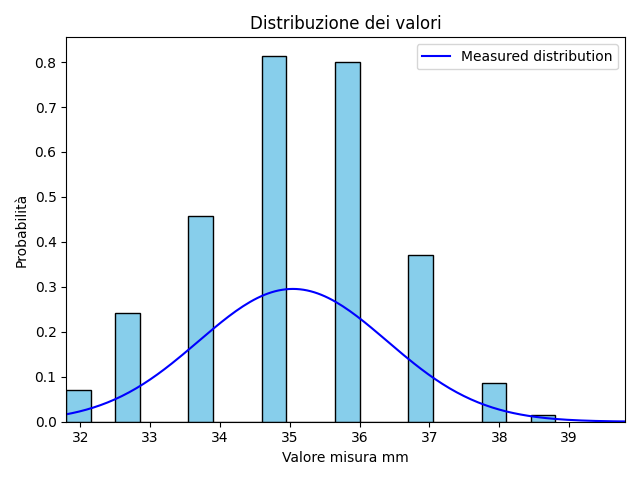 Distribuzione dei valori
Measured distribution
Probabilità
0.8
0.7
0.6
0.5
0.4
0.3
0.2
0.1
0.0
32 33 34 35 36 37 38 39
Valore misura mm